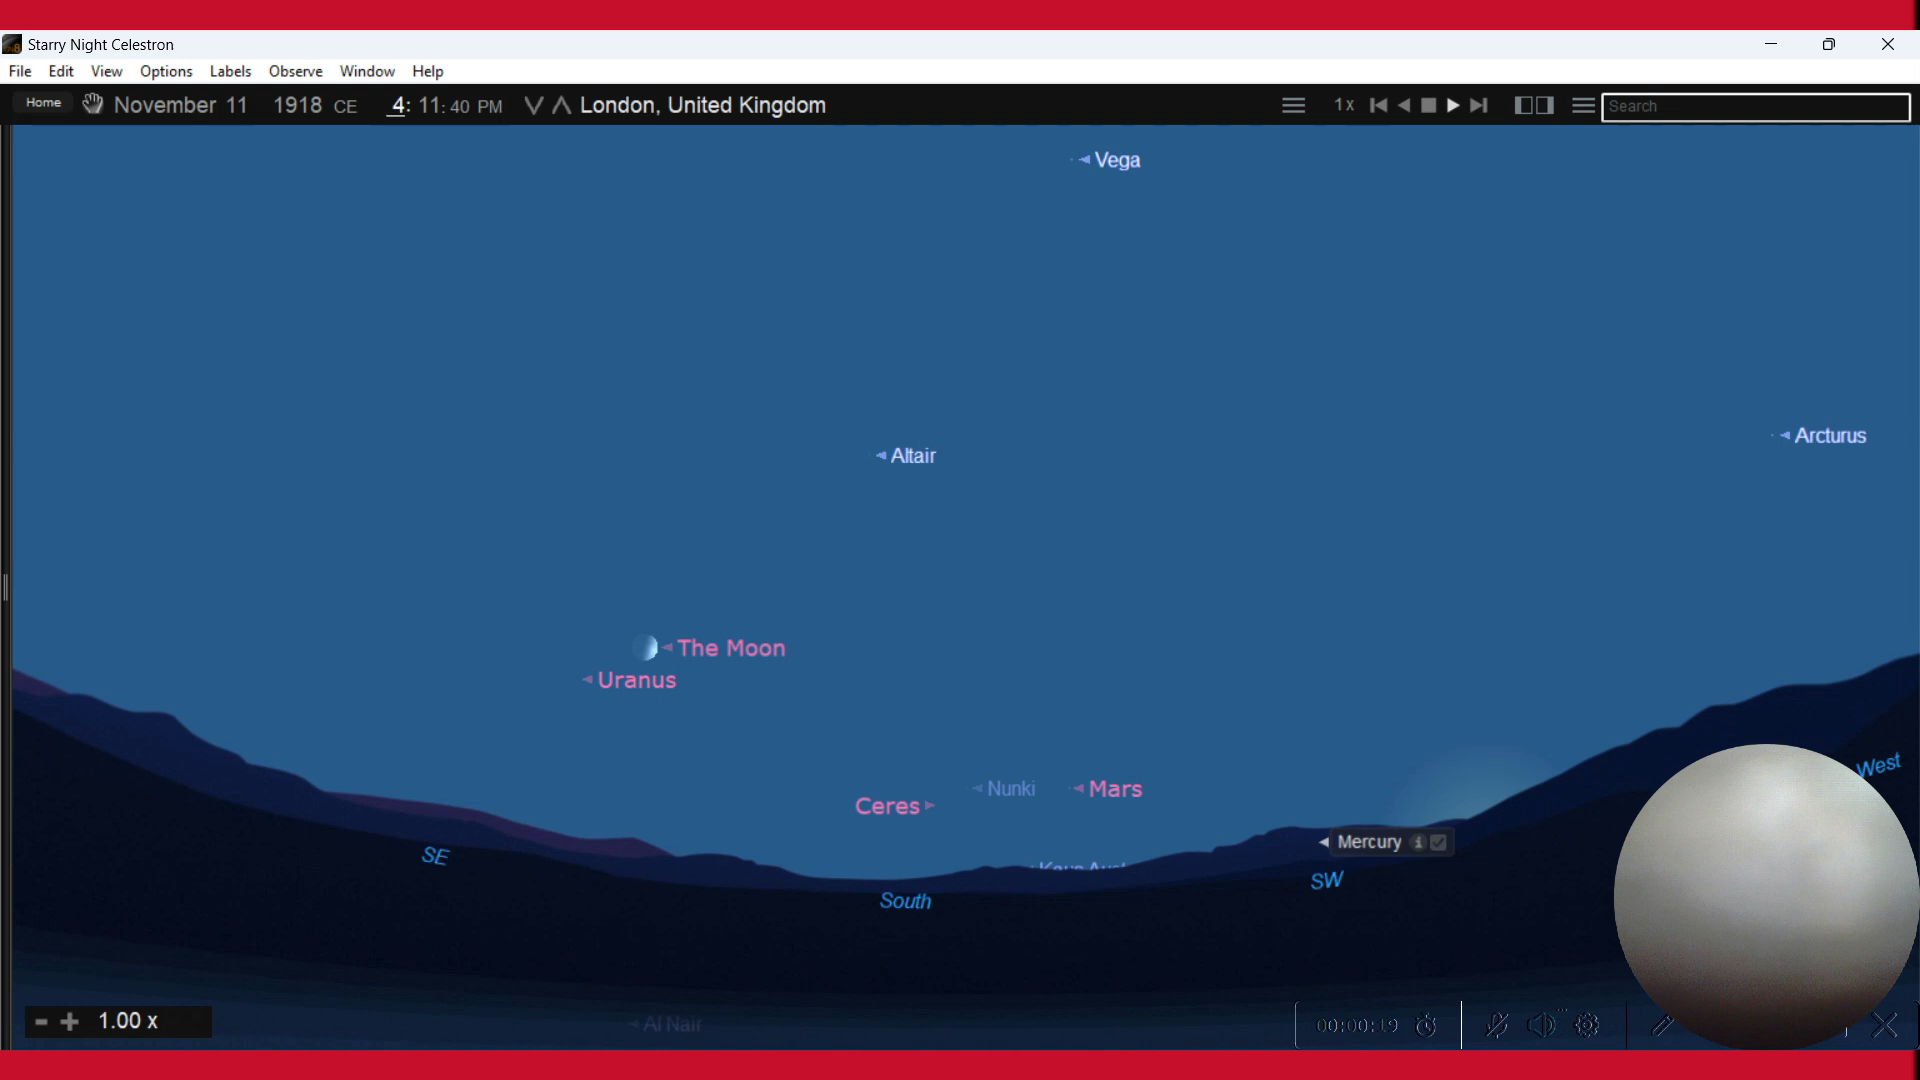 Starry Night Celestron
File Edit View Options Labels Observe Window Help
Home November 11 1918 CE 4: 11: 40 PM London, United Kingdom 1x Search
Vega
Arcturus
Altair
The Moon
Uranus
West
Nunki Mars
Ceres
Mercury
SE
SW
South
1.00 x
Al Nair
00:00:19